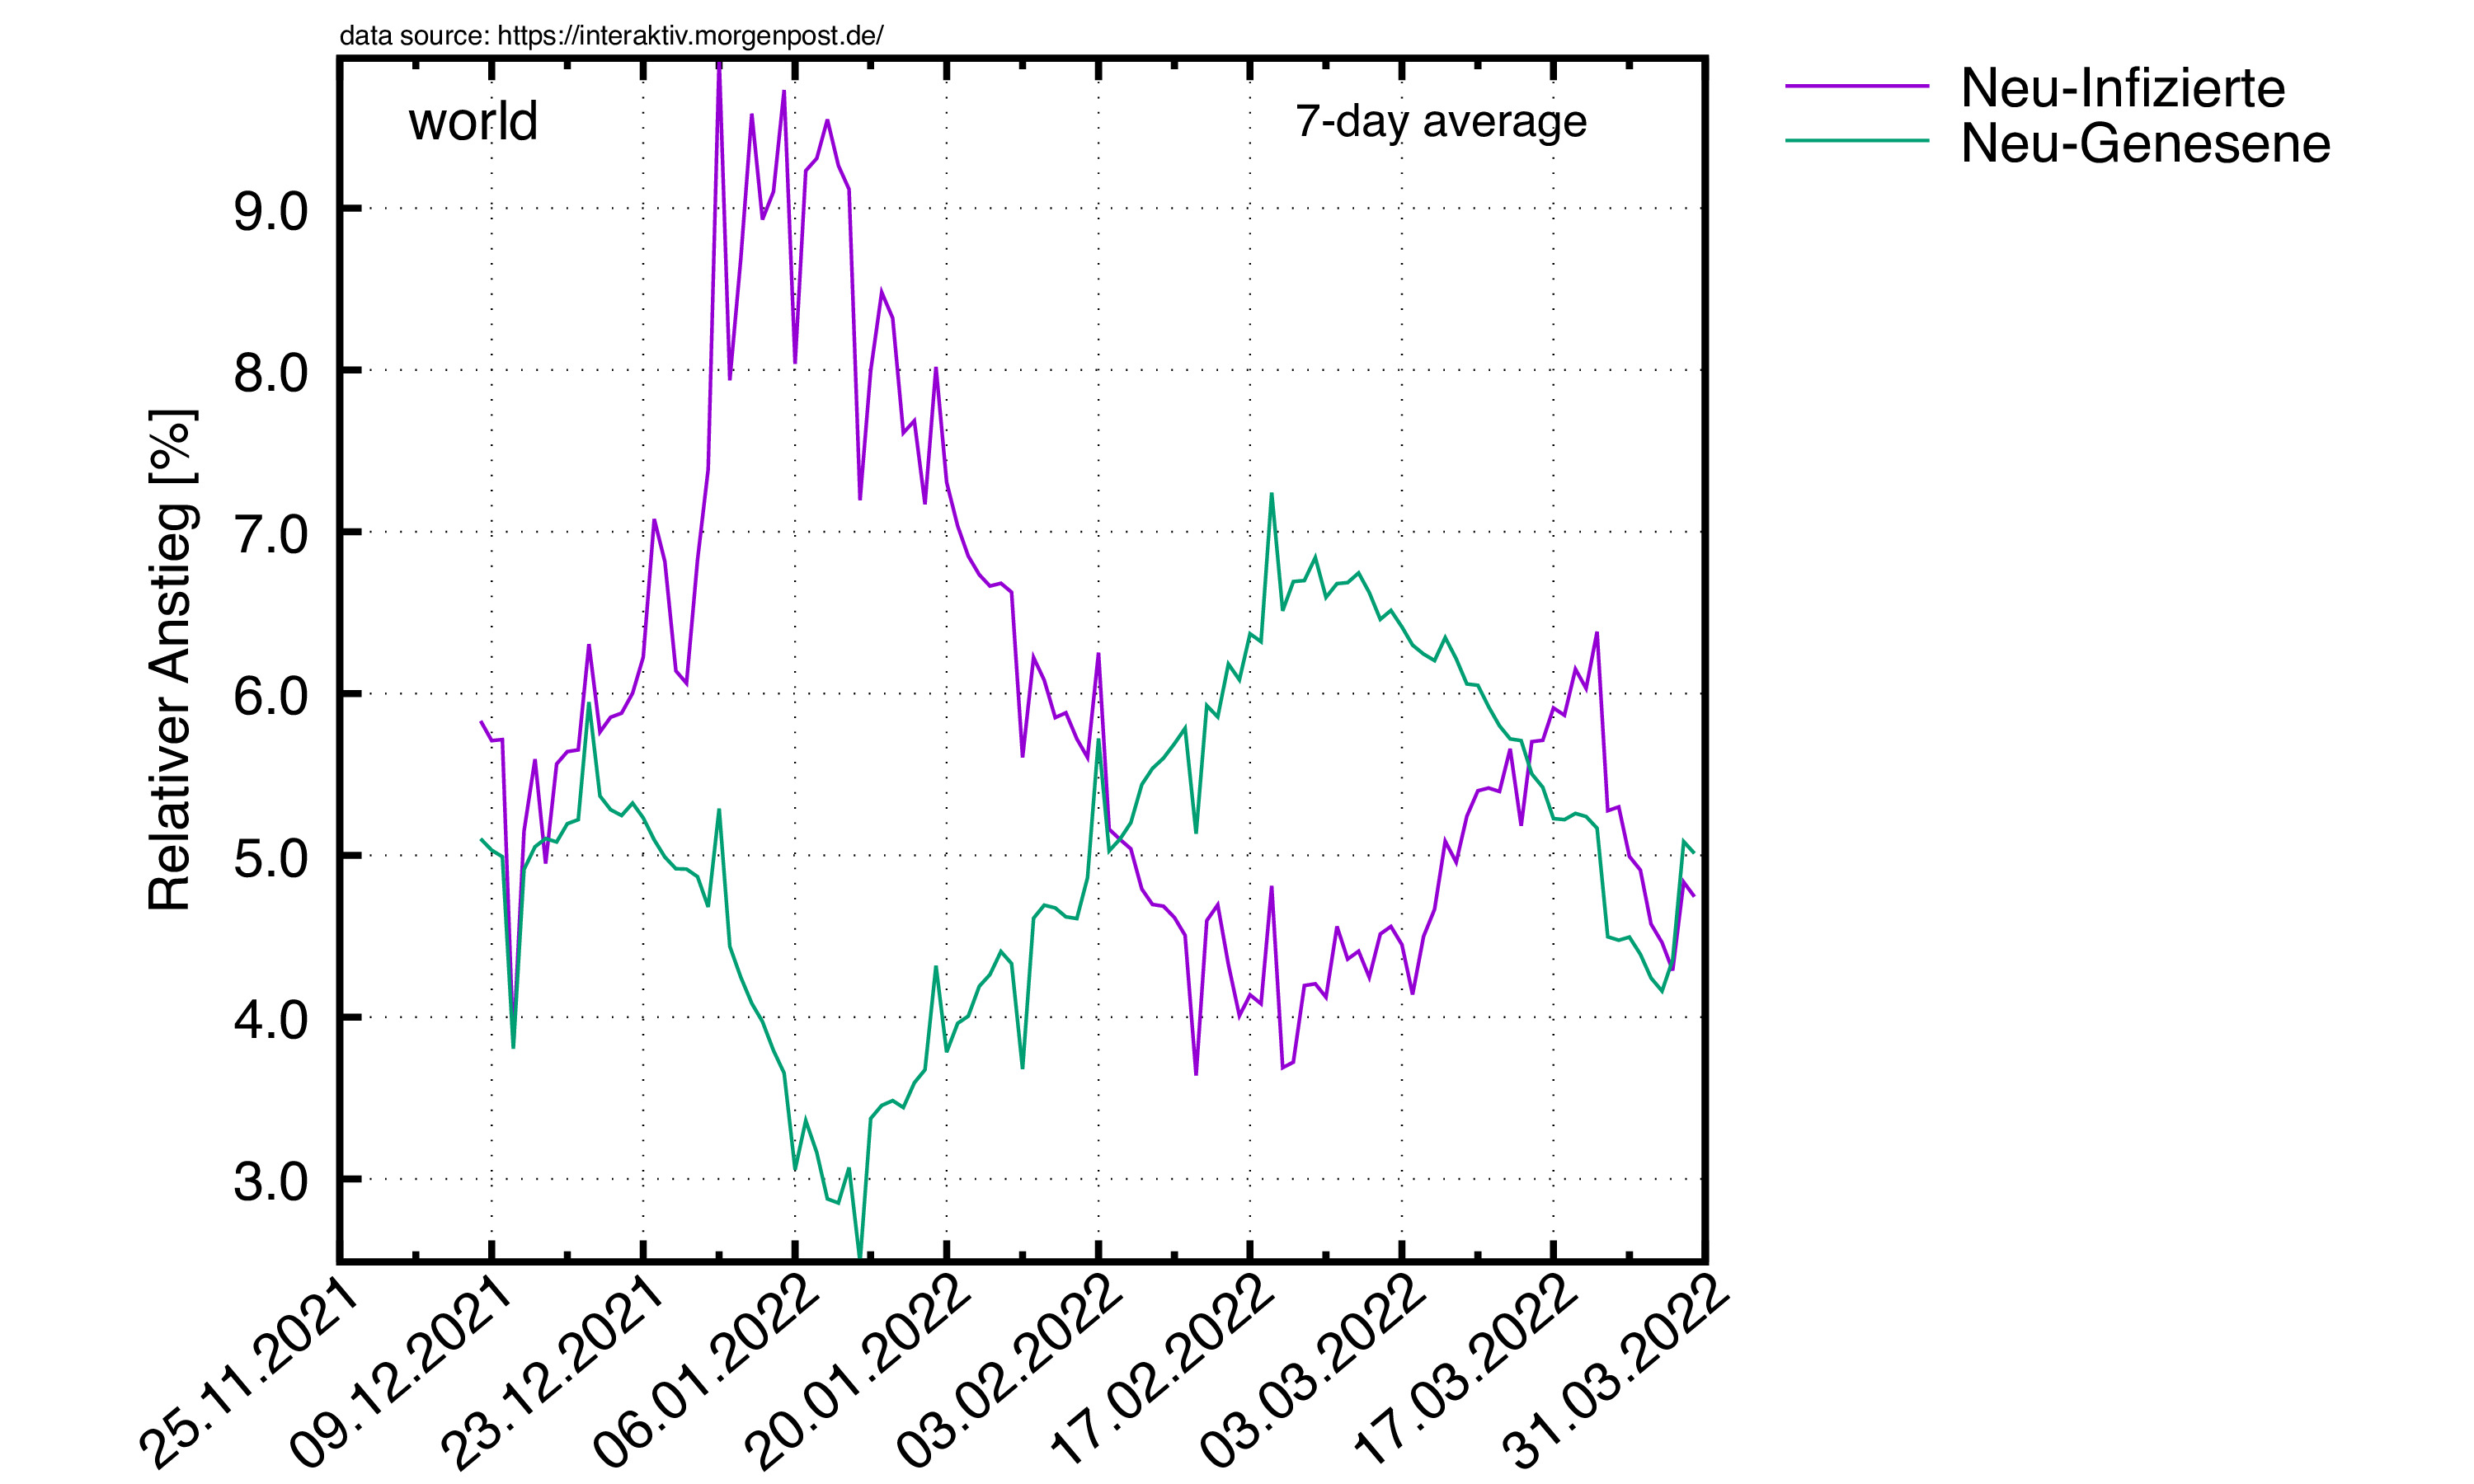 data source: https://interaktiv.morgenpost.de/
world
7-day average
Neu-Infizierte
Neu-Genesene
Relativer Anstieg [%]
9.0
8.0
7.0
6.0
5.0
4.0
3.0
25.11.2021
09.12.2021
23.12.2021
06.01.2022
20.01.2022
03.02.2022
17.02.2022
03.03.2022
17.03.2022
31.03.2022